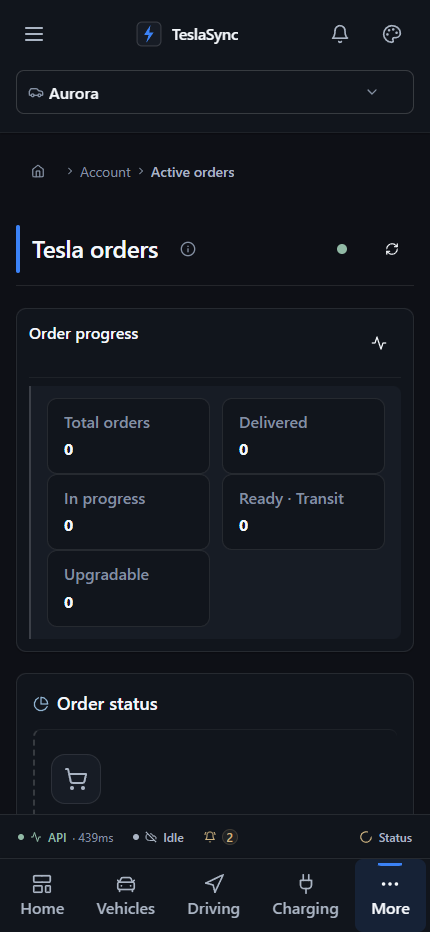 TeslaSync
Aurora
Account Active orders
Tesla orders
Order progress
Total orders
0
Delivered
0
In progress
0
Ready · Transit
0
Upgradable
0
Order status
API · 439ms Idle 2 Status
Home Vehicles Driving Charging More